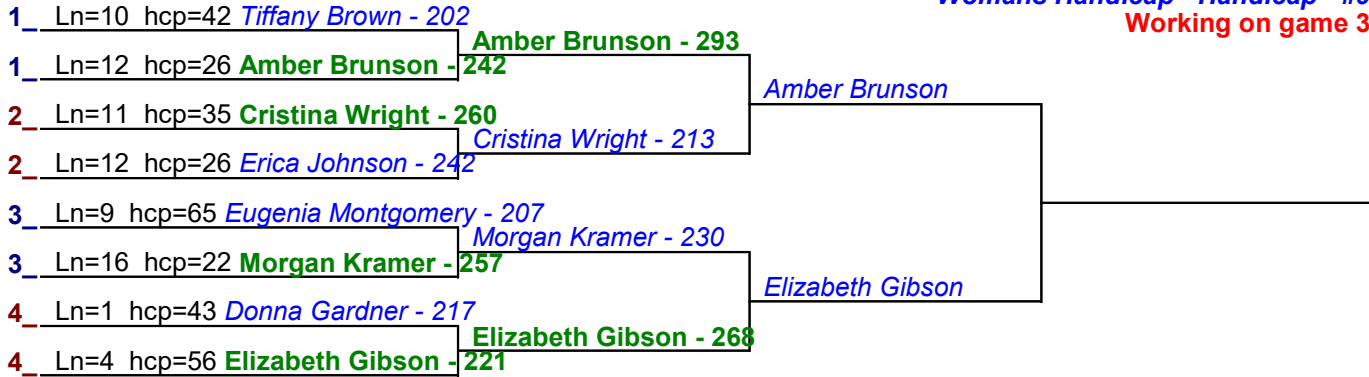 Womans Handicap - Handicap - #
Working on game 3
1_ Ln=10 hcp=42 Tiffany Brown - 202
Amber Brunson - 293
1_ Ln=12 hcp=26 Amber Brunson - 242
Amber Brunson
2_ Ln=11 hcp=35 Cristina Wright - 260
Cristina Wright - 213
2_ Ln=12 hcp=26 Erica Johnson - 242
3_ Ln=9 hcp=65 Eugenia Montgomery - 207
Morgan Kramer - 230
3_ Ln=16 hcp=22 Morgan Kramer - 257
Elizabeth Gibson
4_ Ln=1 hcp=43 Donna Gardner - 217
Elizabeth Gibson - 268
4_ Ln=4 hcp=56 Elizabeth Gibson - 221